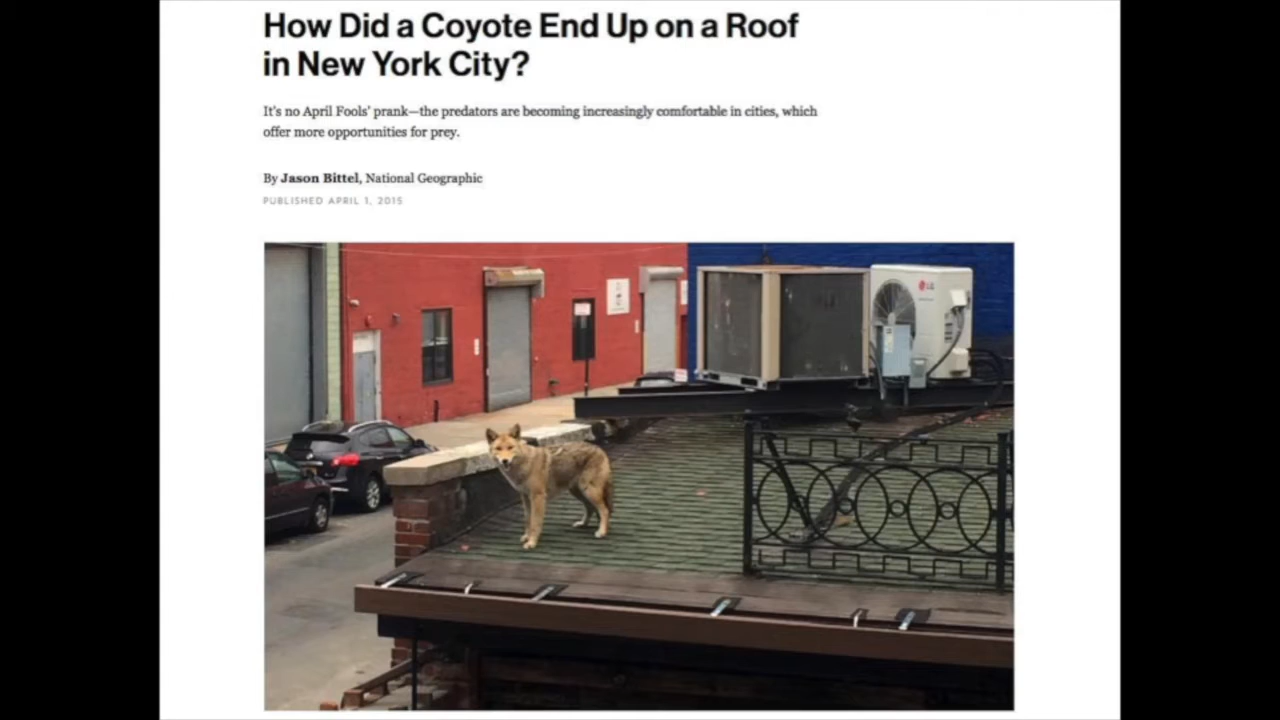 How Did a Coyote End Up on a Roof
in New York City?
It's no April Fools' prank—the predators are becoming increasingly comfortable in cities, which
offer more opportunities for prey.
By Jason Bittel, National Geographic
PUBLISHED APRIL 1, 2015
LG